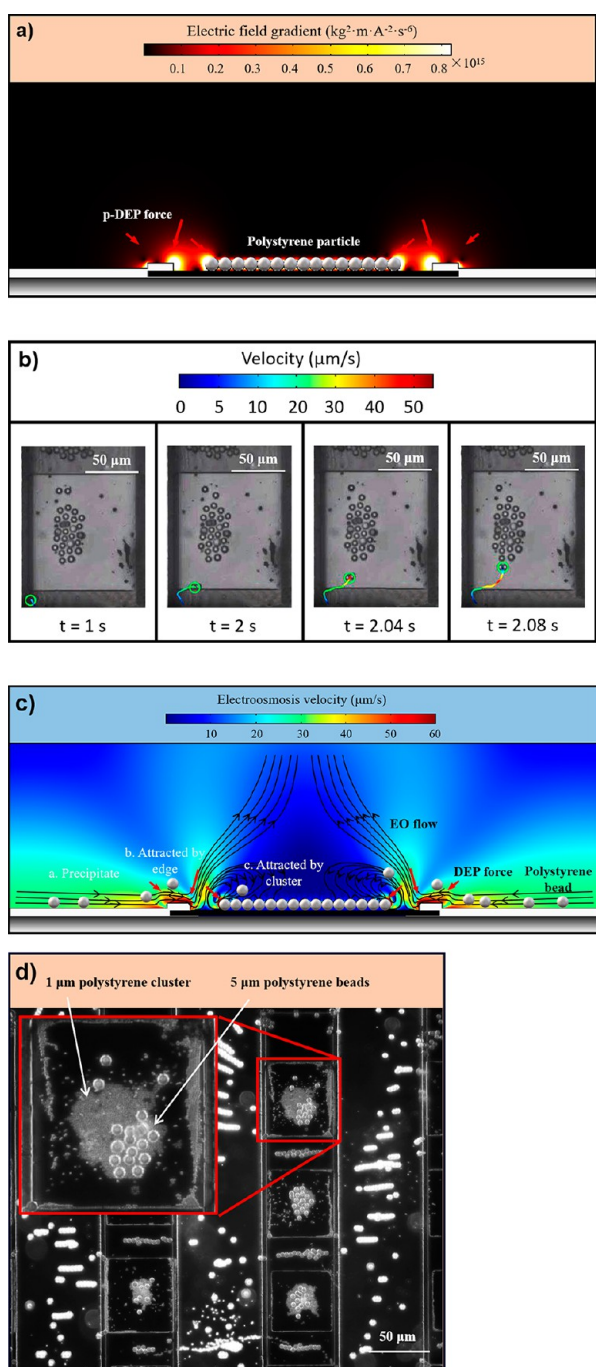 a)
Electric field gradient (kg²·m·A⁻²·s⁻⁶)
0.1 0.2 0.3 0.4 0.5 0.6 0.7 0.8 ×10¹⁵
p-DEP force
Polystyrene particle
b)
Velocity (μm/s)
0 5 10 20 30 40 50
50 μm
50 μm
50 μm
50 μm
t = 1 s
t = 2 s
t = 2.04 s
t = 2.08 s
c)
Electroosmosis velocity (μm/s)
10 20 30 40 50 60
EO flow
b. Attracted by
edge
a. Precipitate
c. Attracted by
cluster
DEP force
Polystyrene
bead
d)
1 μm polystyrene cluster
5 μm polystyrene beads
50 μm